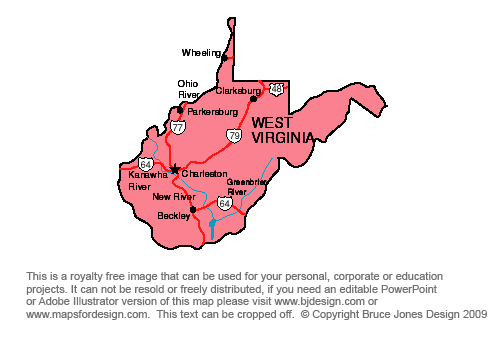 Wheeling
Ohio
River
Clarksburg
48
Parkersburg
77
WEST
VIRGINIA
79
64
Kanawha
River
Charleston
Greenbrier
River
New River
64
Beckley
This is a royalty free image that can be used for your personal, corporate or education
projects. It can not be resold or freely distributed, if you need an editable PowerPoint
or Adobe Illustrator version of this map please visit www.bjdesign.com or
www.mapsfordesign.com. This text can be cropped off. © Copyright Bruce Jones Design 2009